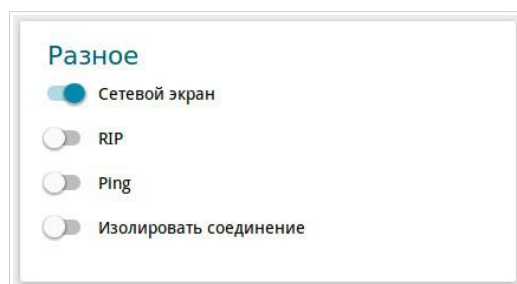 Разное
Сетевой экран
RIP
Ping
Изолировать соединение